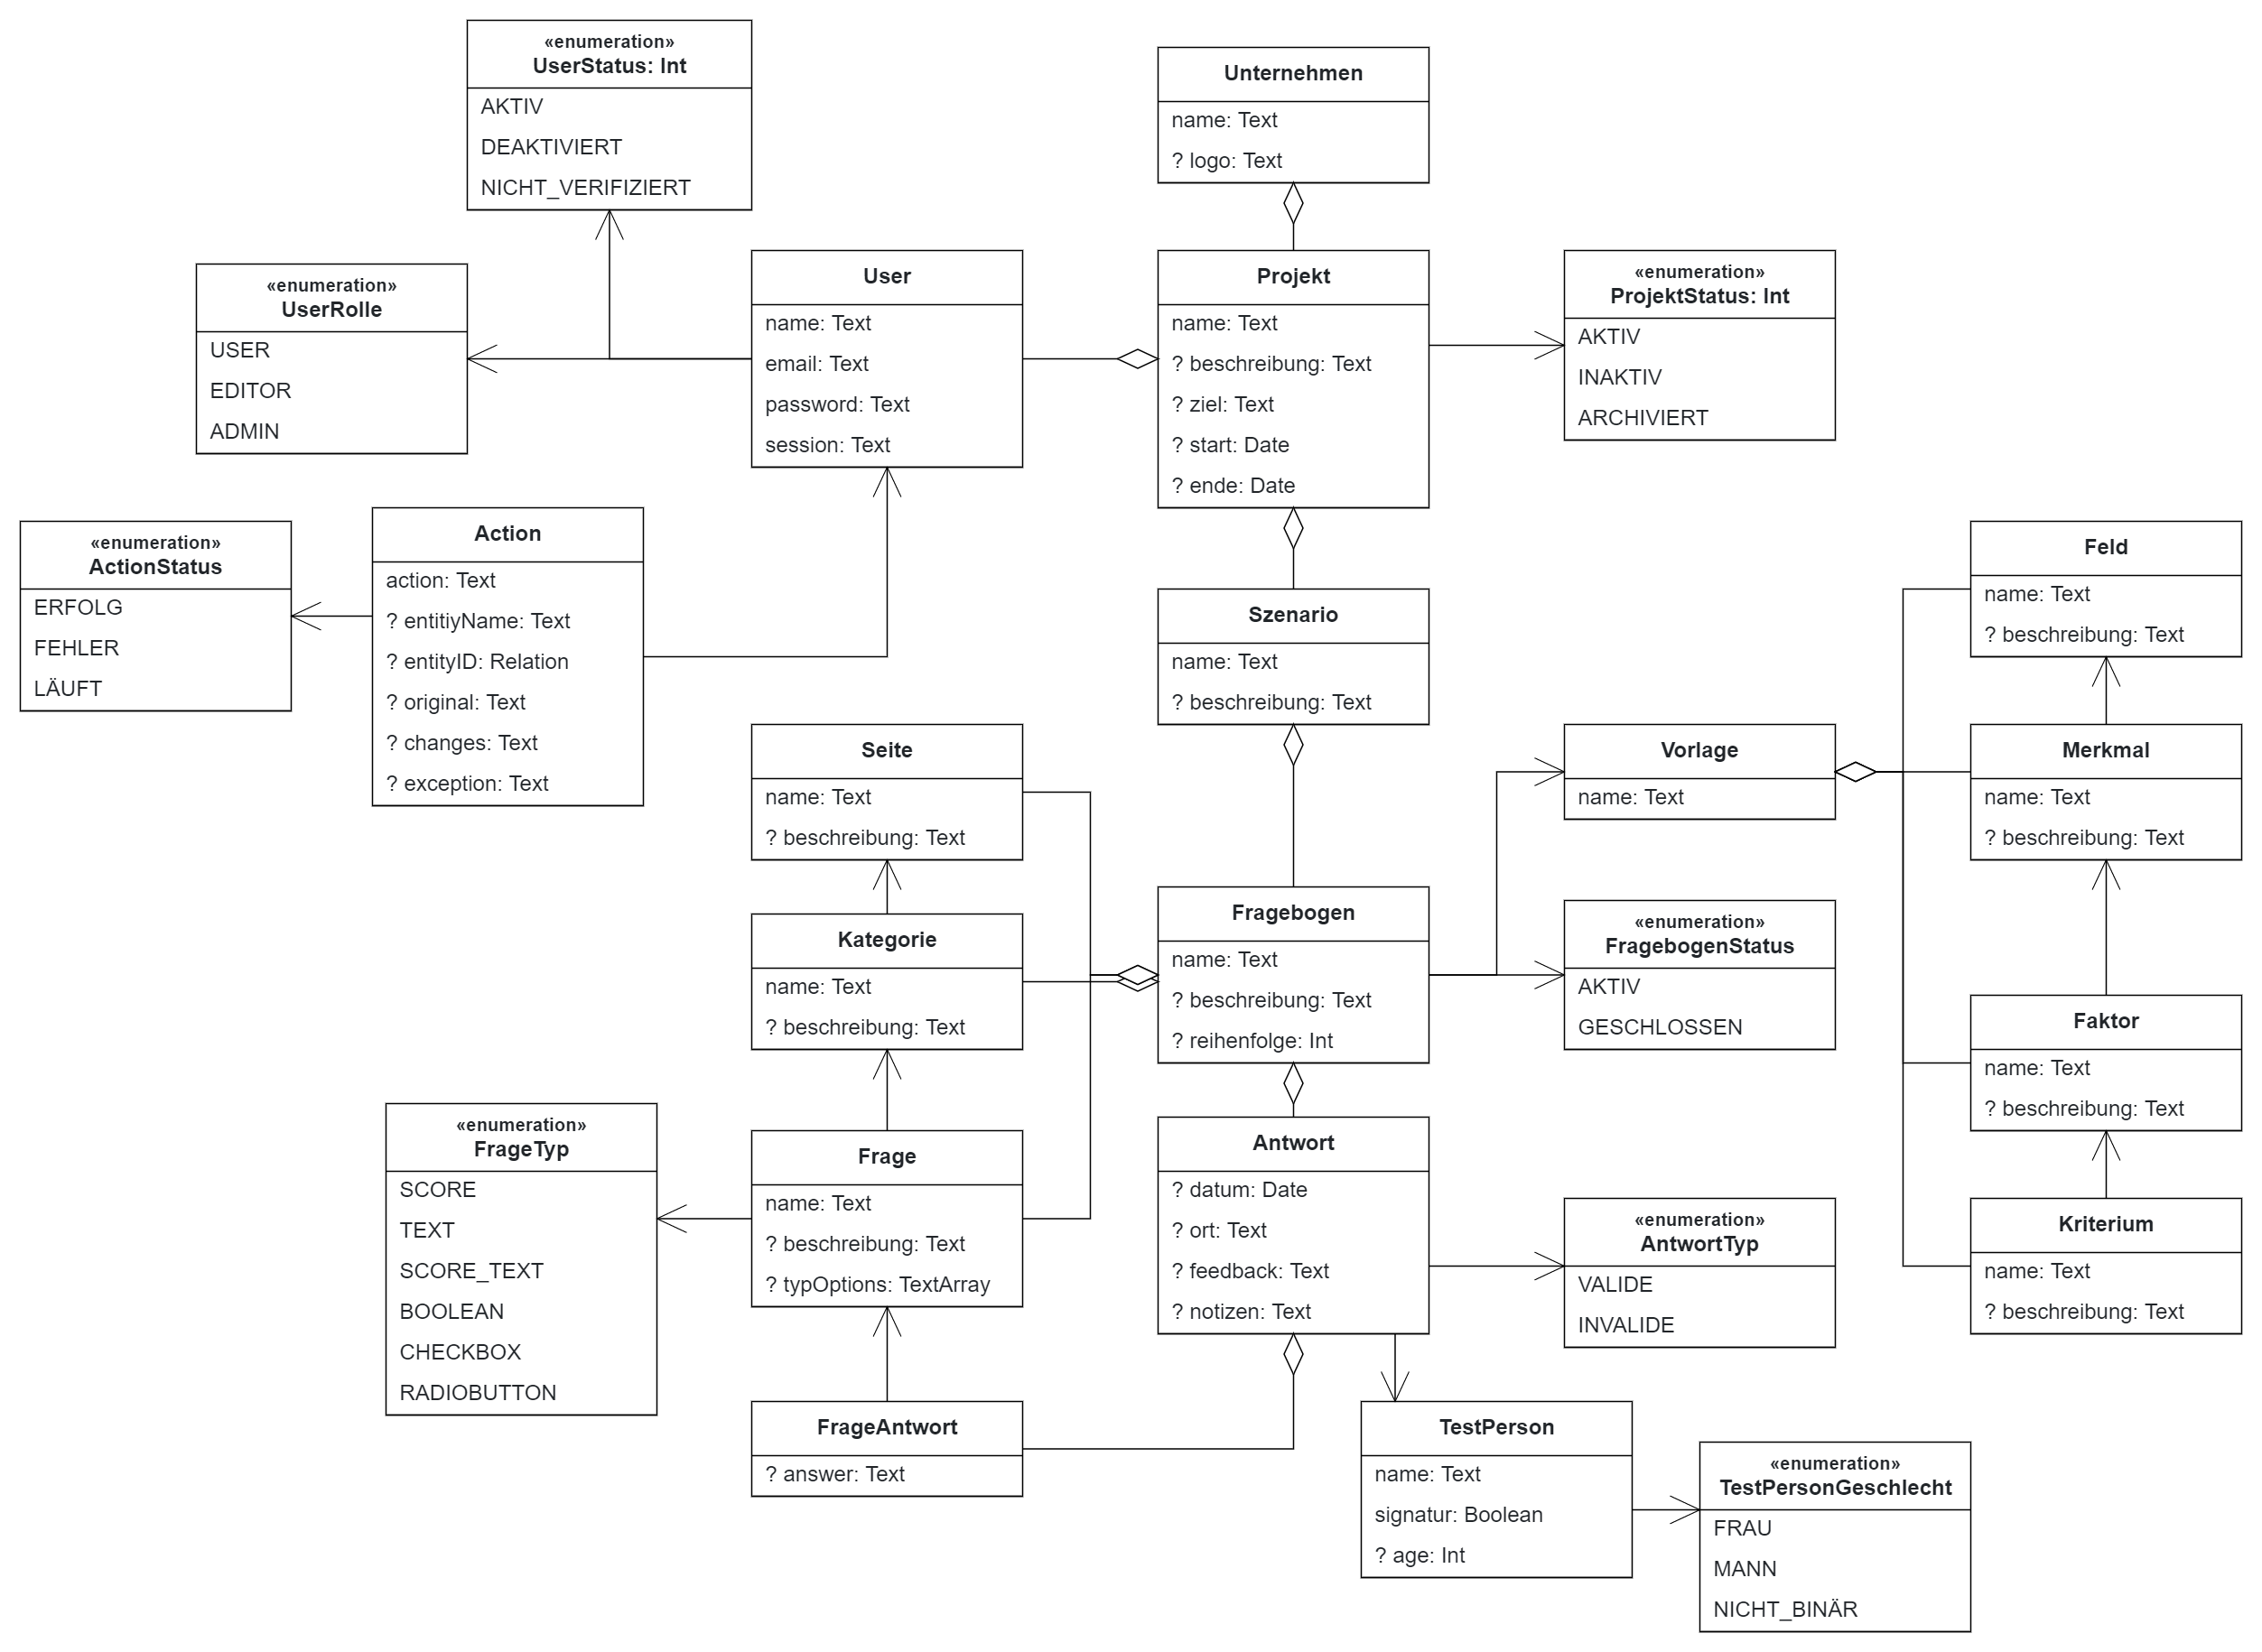 «enumeration»
UserStatus: Int
AKTIV
DEAKTIVIERT
NICHT_VERIFIZIERT
Unternehmen
name: Text
? logo: Text
«enumeration»
UserRolle
USER
EDITOR
ADMIN
User
name: Text
email: Text
password: Text
session: Text
Projekt
name: Text
? beschreibung: Text
? ziel: Text
? start: Date
? ende: Date
«enumeration»
ProjektStatus: Int
AKTIV
INAKTIV
ARCHIVIERT
«enumeration»
ActionStatus
ERFOLG
FEHLER
LÄUFT
Action
action: Text
? entitiyName: Text
? entityID: Relation
? original: Text
? changes: Text
? exception: Text
Szenario
name: Text
? beschreibung: Text
Feld
name: Text
? beschreibung: Text
Seite
name: Text
? beschreibung: Text
Vorlage
name: Text
Merkmal
name: Text
? beschreibung: Text
Kategorie
name: Text
? beschreibung: Text
Fragebogen
name: Text
? beschreibung: Text
? reihenfolge: Int
«enumeration»
FragebogenStatus
AKTIV
GESCHLOSSEN
Faktor
name: Text
? beschreibung: Text
«enumeration»
FrageTyp
SCORE
TEXT
SCORE_TEXT
BOOLEAN
CHECKBOX
RADIOBUTTON
Frage
name: Text
? beschreibung: Text
? typOptions: TextArray
Antwort
? datum: Date
? ort: Text
? feedback: Text
? notizen: Text
«enumeration»
AntwortTyp
VALIDE
INVALIDE
Kriterium
name: Text
? beschreibung: Text
FrageAntwort
? answer: Text
TestPerson
name: Text
signatur: Boolean
? age: Int
«enumeration»
TestPersonGeschlecht
FRAU
MANN
NICHT_BINÄR